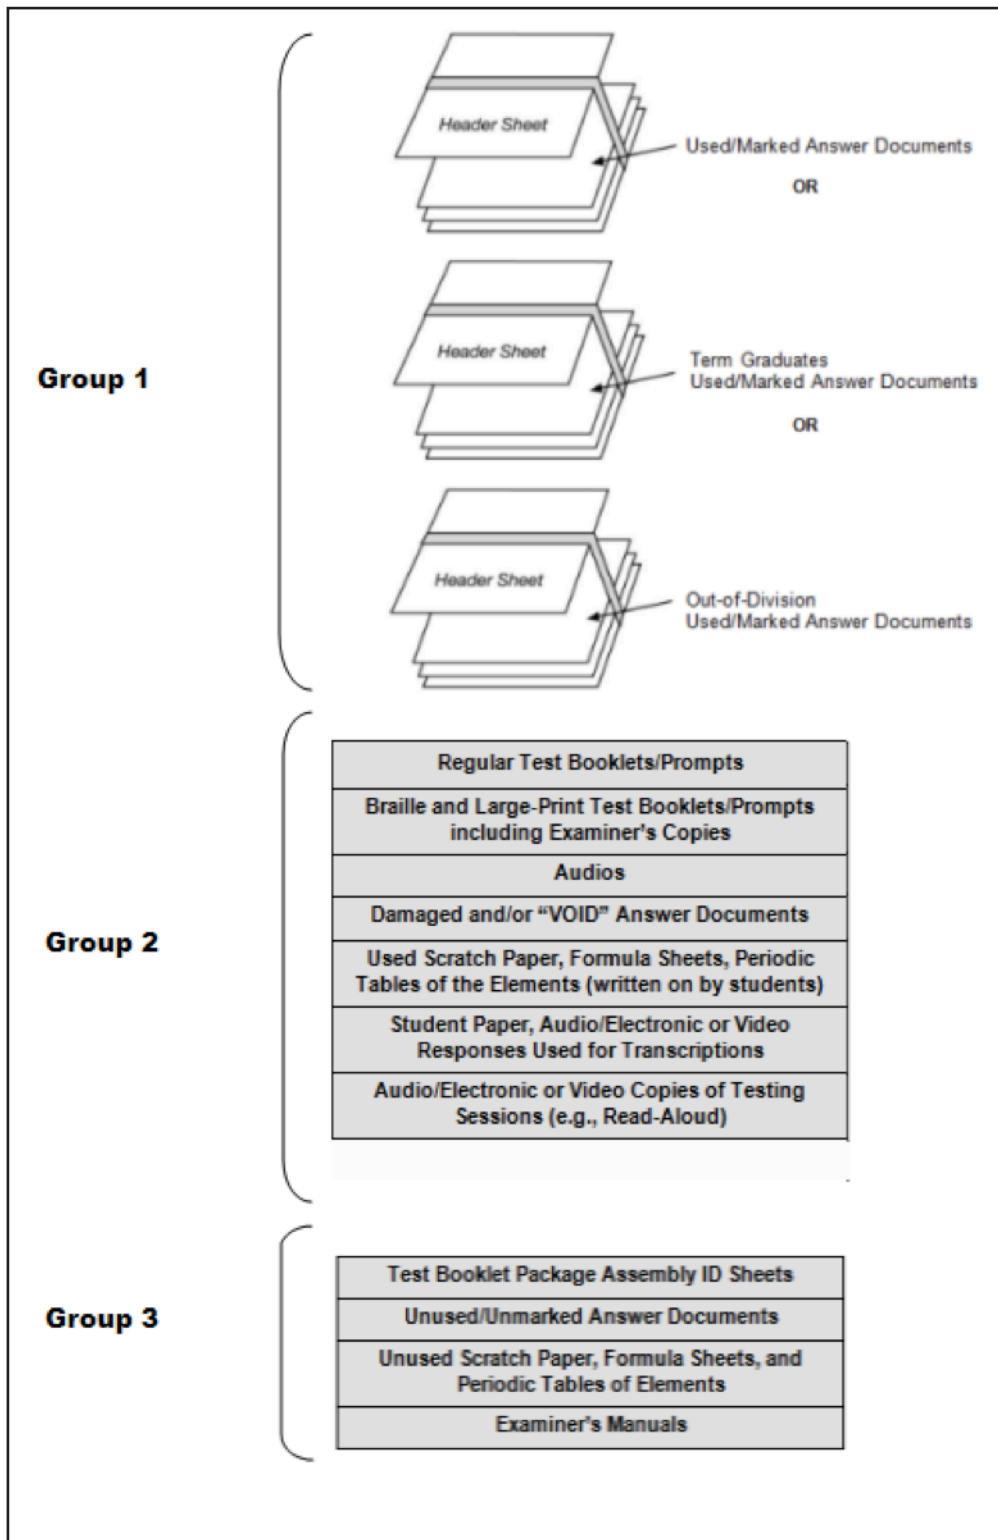 Header Sheet
Used/Marked Answer Documents
OR
Group 1
Header Sheet
Term Graduates
Used/Marked Answer Documents
OR
Header Sheet
Out-of-Division
Used/Marked Answer Documents
Group 2
Regular Test Booklets/Prompts
Braille and Large-Print Test Booklets/Prompts
including Examiner's Copies
Audios
Damaged and/or “VOID” Answer Documents
Used Scratch Paper, Formula Sheets, Periodic
Tables of the Elements (written on by students)
Student Paper, Audio/Electronic or Video
Responses Used for Transcriptions
Audio/Electronic or Video Copies of Testing
Sessions (e.g., Read-Aloud)
Group 3
Test Booklet Package Assembly ID Sheets
Unused/Unmarked Answer Documents
Unused Scratch Paper, Formula Sheets, and
Periodic Tables of Elements
Examiner's Manuals